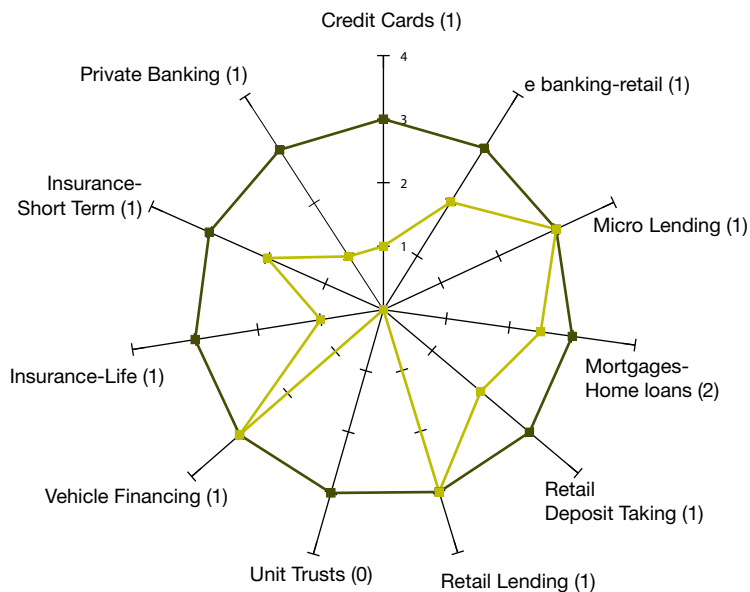 Credit Cards (1)
4
Private Banking (1)
e banking-retail (1)
3
Insurance-
Short Term (1)
2
Micro Lending (1)
1
Insurance-Life (1)
Mortgages-
Home loans (2)
Vehicle Financing (1)
Retail
Deposit Taking (1)
Unit Trusts (0)
Retail Lending (1)